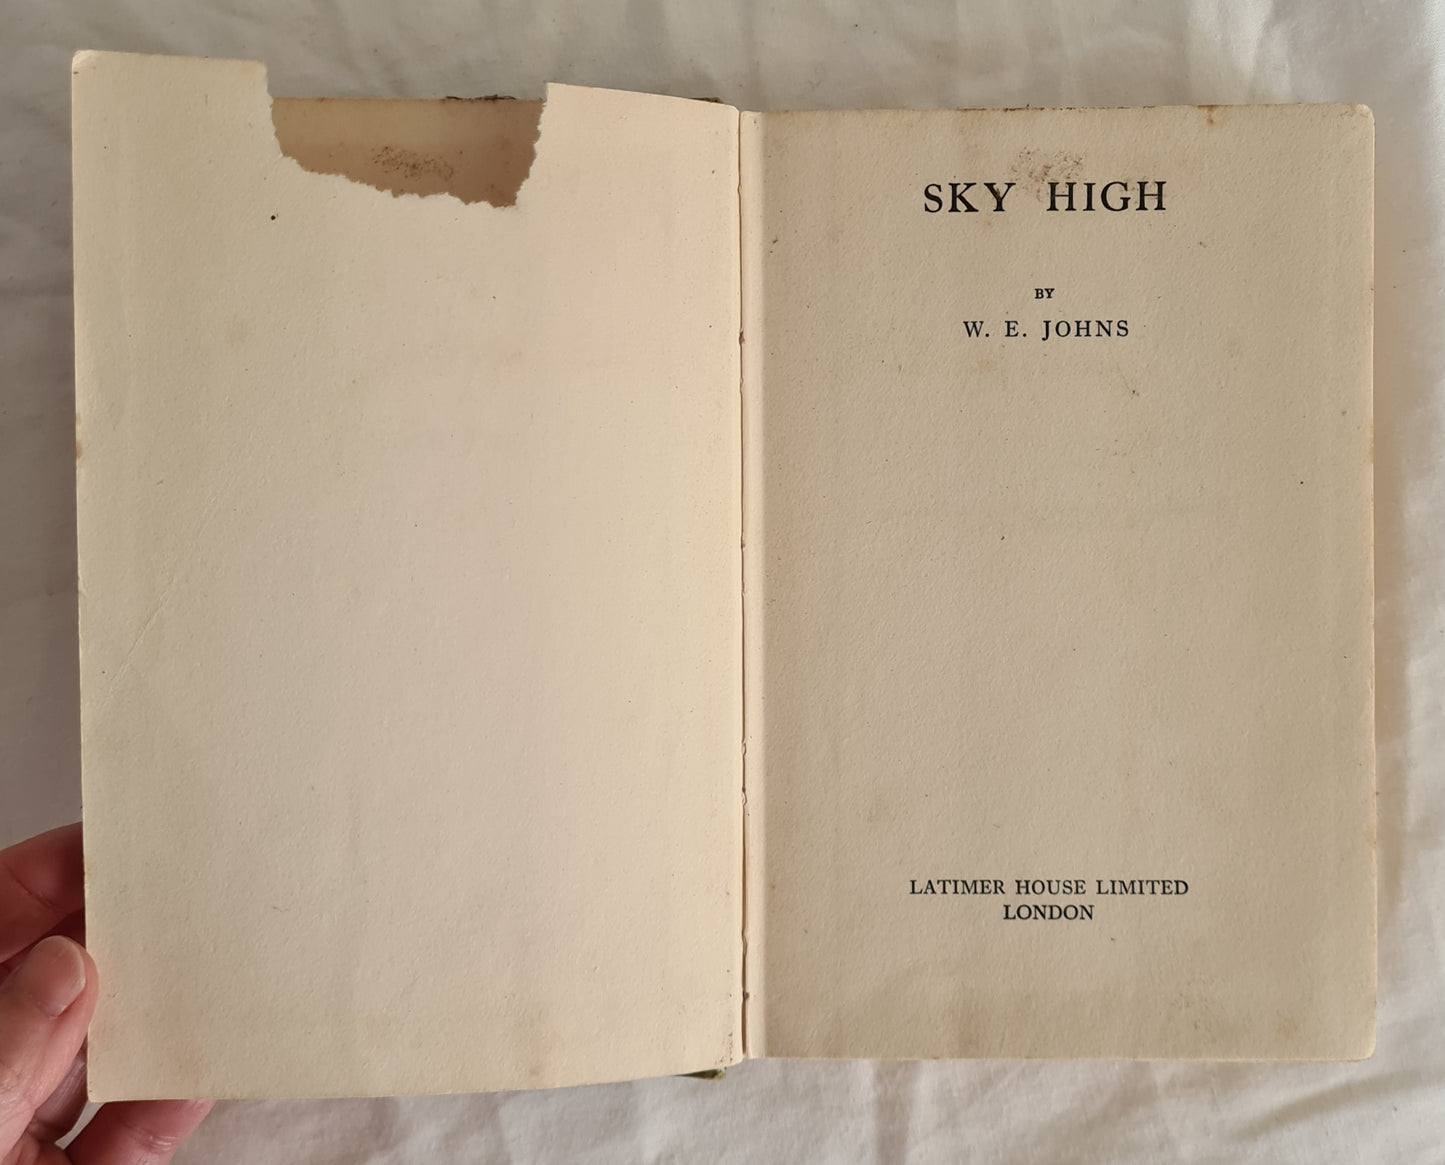 SKY HIGH
BY
W. E. JOHNS
LATIMER HOUSE LIMITED
LONDON